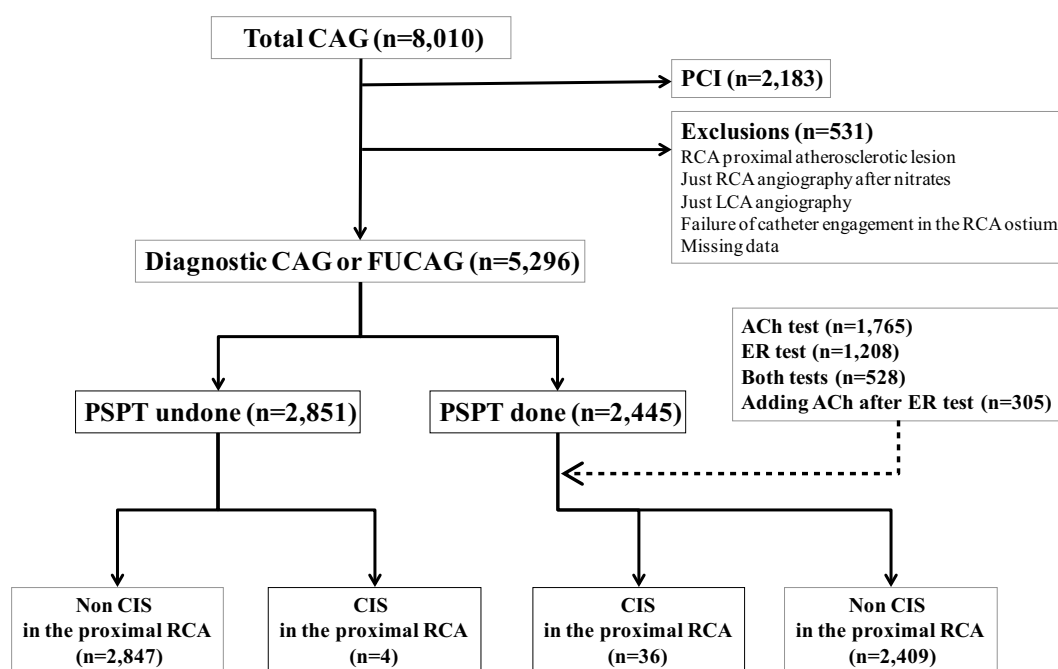 Total CAG (n=8,010)
PCI (n=2,183)
Exclusions (n=531)
RCA proximal atherosclerotic lesion
Just RCA angiography after nitrates
Just LCA angiography
Failure of catheter engagement in the RCA ostium
Missing data
Diagnostic CAG or FUCAG (n=5,296)
ACh test (n=1,765)
ER test (n=1,208)
Both tests (n=528)
Adding ACh after ER test (n=305)
PSPT undone (n=2,851)
PSPT done (n=2,445)
Non CIS
in the proximal RCA
(n=2,847)
CIS
in the proximal RCA
(n=4)
CIS
in the proximal RCA
(n=36)
Non CIS
in the proximal RCA
(n=2,409)